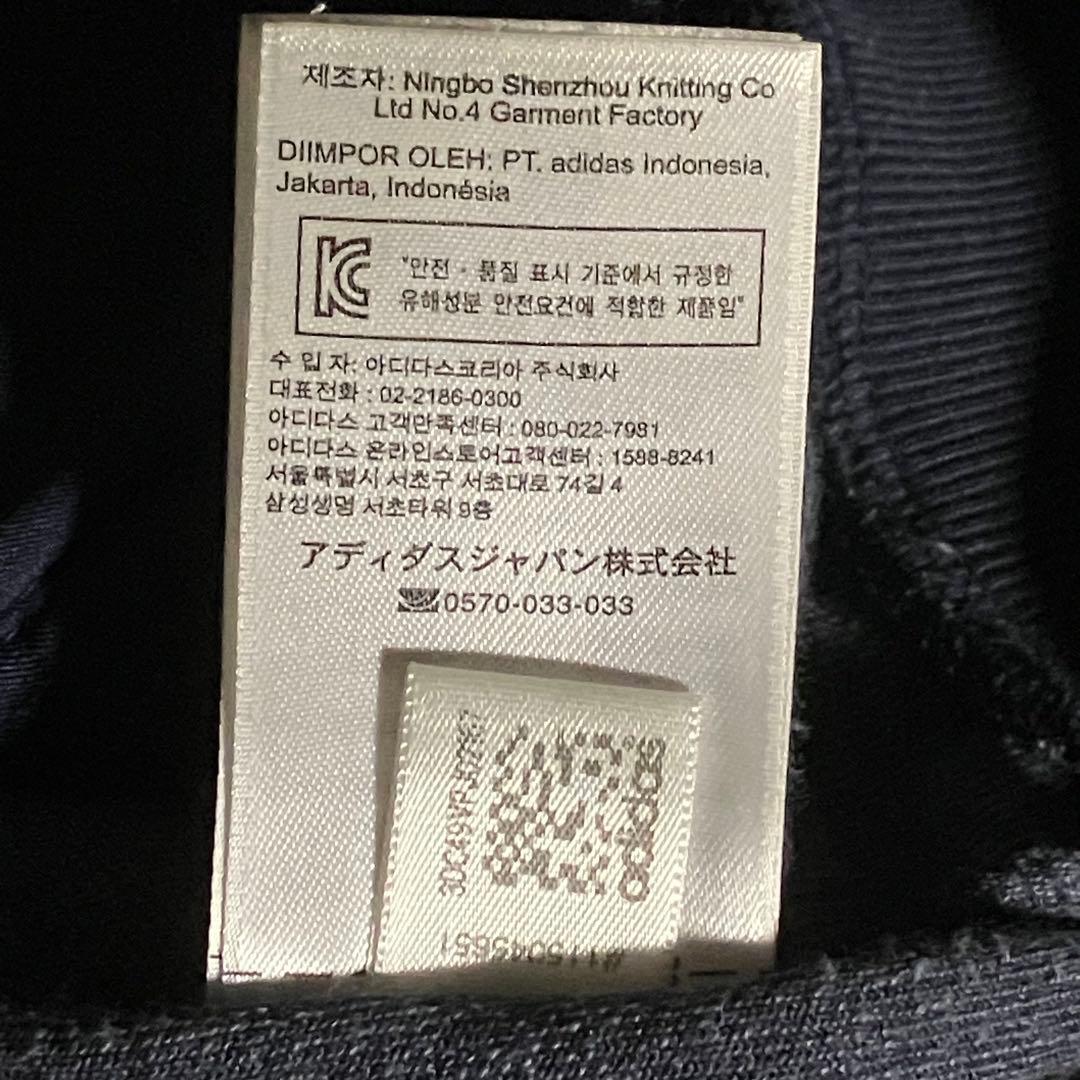 제조자: Ningbo Shenzhou Knitting Co
Ltd No.4 Garment Factory
DIIMPOR OLEH: PT. adidas Indonesia,
Jakarta, Indonésia
KC
"안전·품질 표시 기준에서 규정한
유해성분 안전요건에 적합한 제품임"
수 입 자: 아디다스코리아 주식회사
대표전화 : 02-2186-0300
아디다스 고객만족센터 : 080-022-7981
아디다스 온라인스토어고객센터 : 1588-8241
서울특별시 서초구 서초대로 74길 4
삼성생명 서초타워 9층
アディダスジャパン株式会社
0570-033-033
adidas